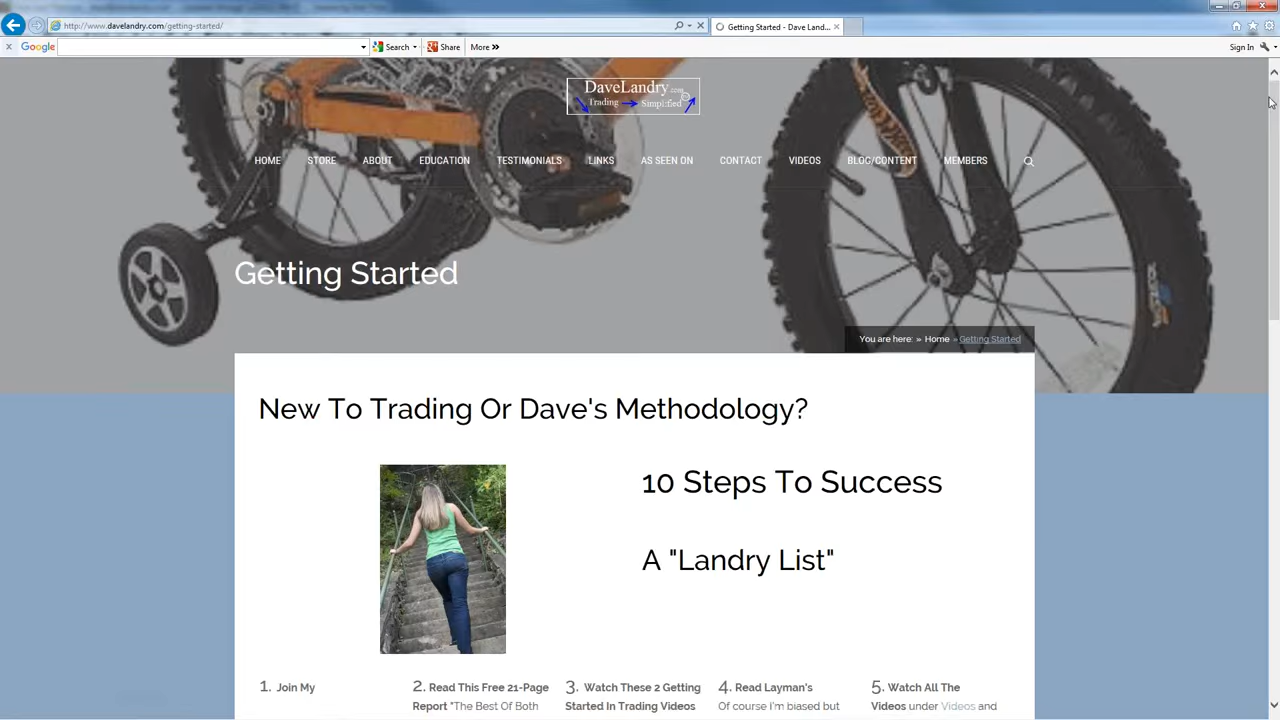 http://www.davelandry.com/getting-started/
Getting Started - Dave Land...
Google
Search
Share
More
Sign In
DaveLandry.com
Trading Simplified
HOME STORE ABOUT EDUCATION TESTIMONIALS LINKS AS SEEN ON CONTACT VIDEOS BLOG/CONTENT MEMBERS
Getting Started
You are here: » Home » Getting Started
New To Trading Or Dave's Methodology?
10 Steps To Success
A "Landry List"
1. Join My
2. Read This Free 21-Page
Report "The Best Of Both
3. Watch These 2 Getting
Started In Trading Videos
4. Read Layman's
Of course I'm biased but
5. Watch All The
Videos under Videos and